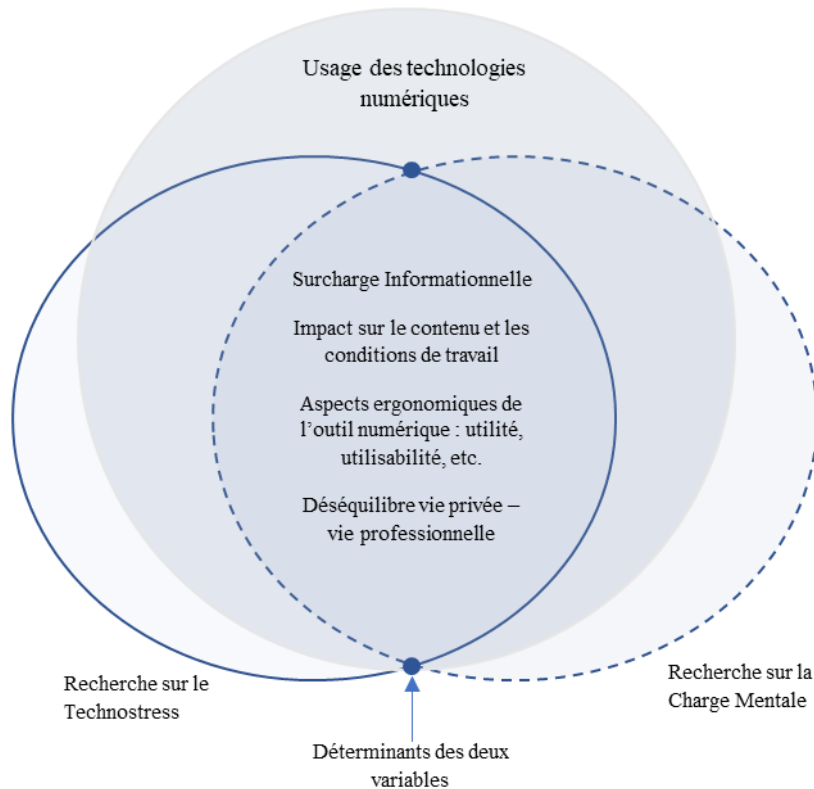 Usage des technologies
numériques
Surcharge Informationnelle
Impact sur le contenu et les
conditions de travail
Aspects ergonomiques de
l’outil numérique : utilité,
utilisabilité, etc.
Déséquilibre vie privée –
vie professionnelle
Recherche sur le
Technostress
Recherche sur la
Charge Mentale
Déterminants des deux
variables